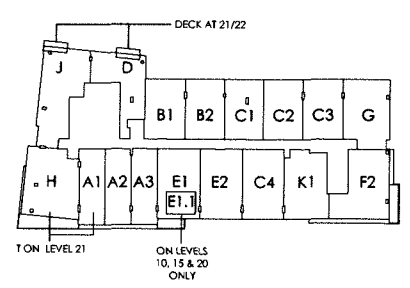 DECK AT 21/22
J D
B1 B2 C1 C2 C3 G
H A1 A2 A3 E1 E2 C4 K1 F2
E1.1
T ON LEVEL 21
ON LEVELS
10, 15 & 20
ONLY